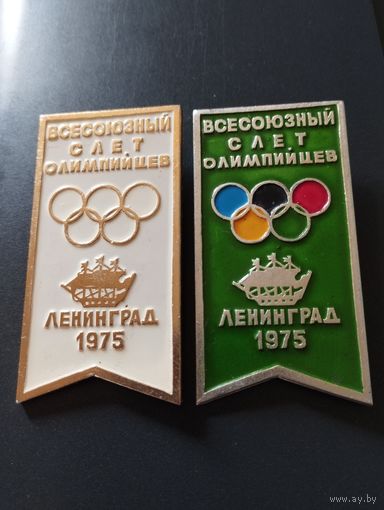 ВСЕСОЮЗНЫЙ
СЛЕТ
ОЛИМПИЙЦЕВ
ЛЕНИНГРАД
1975
ВСЕСОЮЗНЫЙ
СЛЕТ
ОЛИМПИЙЦЕВ
ЛЕНИНГРАД
1975
www.ay.by